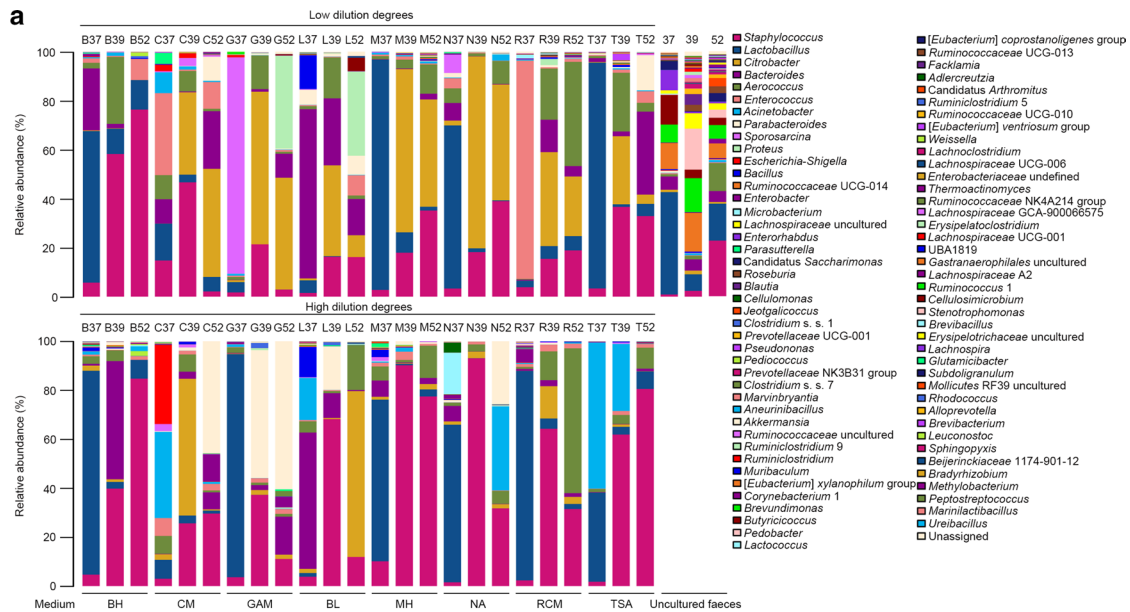 a
Low dilution degrees
B37 B39 B52 C37 C39 C52 G37 G39 G52 L37 L39 L52 M37 M39 M52 N37 N39 N52 R37 R39 R52 T37 T39 T52 37 39 52
Relative abundance (%)
100
80
60
40
20
0
High dilution degrees
B37 B39 B52 C37 C39 C52 G37 G39 G52 L37 L39 L52 M37 M39 M52 N37 N39 N52 R37 R39 R52 T37 T39 T52
Relative abundance (%)
100
80
60
40
20
0
Medium BH CM GAM BL MH NA RCM TSA Uncultured faeces
Staphylococcus
Lactobacillus
Citrobacter
Bacteroides
Aerococcus
Enterococcus
Acinetobacter
Parabacteroides
Sporosarcina
Proteus
Escherichia-Shigella
Bacillus
Ruminococcaceae UCG-014
Enterobacter
Microbacterium
Lachnospiraceae uncultured
Enterorhabdus
Parasutterella
Candidatus Saccharimonas
Roseburia
Blautia
Cellulomonas
Jeotgalicoccus
Clostridium s. s. 1
Prevotellaceae UCG-001
Pseudonomas
Pediococcus
Prevotellaceae NK3B31 group
Clostridium s. s. 7
Marvinbryantia
Aneurinibacillus
Akkermansia
Ruminococcaceae uncultured
Ruminiclostridium 9
Ruminiclostridium
Muribaculum
[Eubacterium] xylanophilum group
Corynebacterium 1
Brevundimonas
Butyricicoccus
Pedobacter
Lactococcus
[Eubacterium] coprostanoligenes group
Ruminococcaceae UCG-013
Facklamia
Adlercreutzia
Candidatus Arthromitus
Ruminiclostridium 5
Ruminococcaceae UCG-010
[Eubacterium] ventriosum group
Weissella
Lachnoclostridium
Lachnospiraceae UCG-006
Enterobacteriaceae undefined
Thermoactinomyces
Ruminococcaceae NK4A214 group
Lachnospiraceae GCA-900066575
Erysipelatoclostridium
Lachnospiraceae UCG-001
UBA1819
Gastranaerophilales uncultured
Lachnospiraceae A2
Ruminococcus 1
Cellulosimicrobium
Stenotrophomonas
Brevibacillus
Erysipelotrichaceae uncultured
Lachnospira
Glutamicibacter
Subdoligranulum
Mollicutes RF39 uncultured
Rhodococcus
Alloprevotella
Brevibacterium
Leuconostoc
Sphingopyxis
Beijerinckiaceae 1174-901-12
Bradyrhizobium
Methylobacterium
Peptostreptococcus
Marinilactibacillus
Ureibacillus
Unassigned